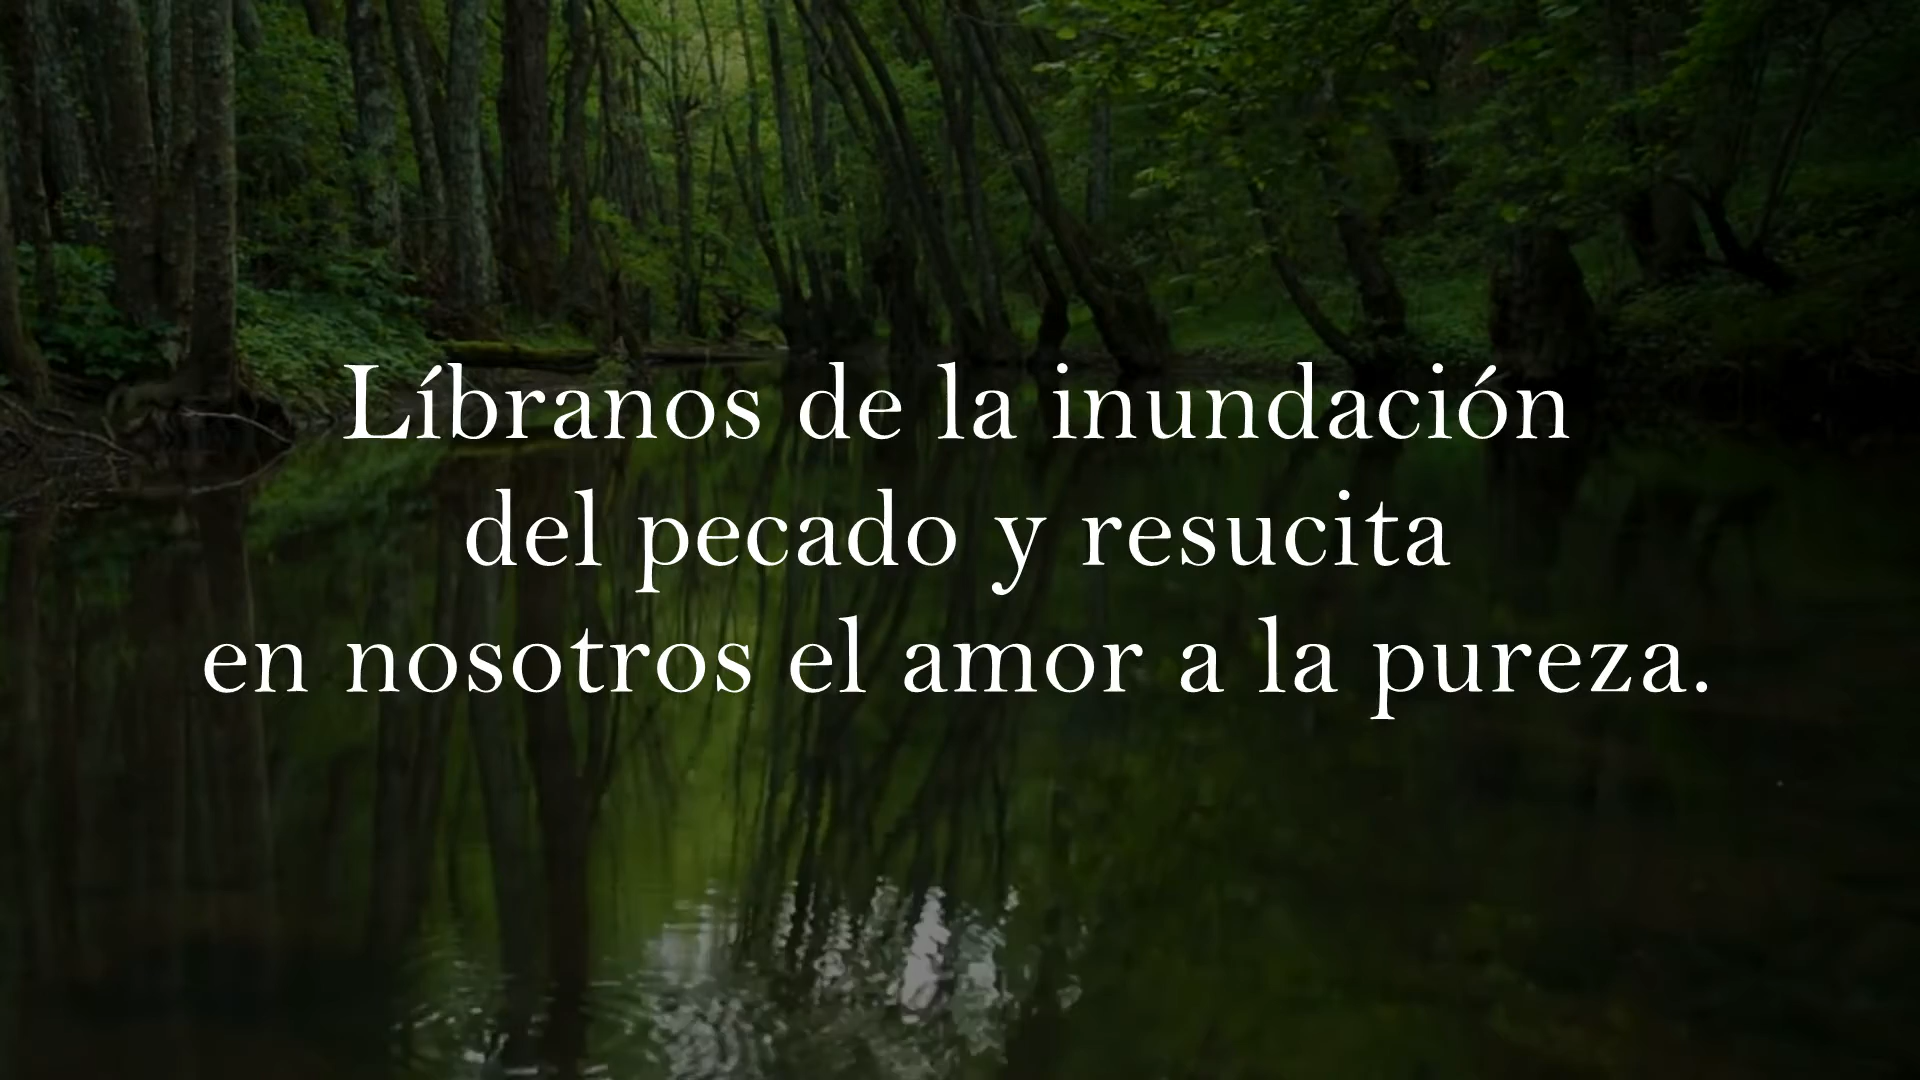 Líbranos de la inundación
del pecado y resucita
en nosotros el amor a la pureza.